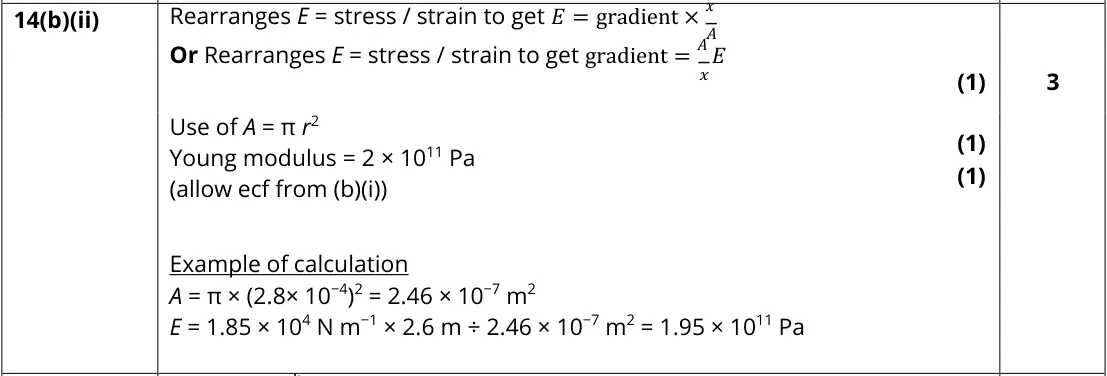 14(b)(ii)
Rearranges E = stress / strain to get E = gradient × x/A
Or Rearranges E = stress / strain to get gradient = A/x E
(1)
3
Use of A = π r²
(1)
Young modulus = 2 × 10¹¹ Pa
(1)
(allow ecf from (b)(i))
Example of calculation
A = π × (2.8× 10⁻⁴)² = 2.46 × 10⁻⁷ m²
E = 1.85 × 10⁴ N m⁻¹ × 2.6 m ÷ 2.46 × 10⁻⁷ m² = 1.95 × 10¹¹ Pa